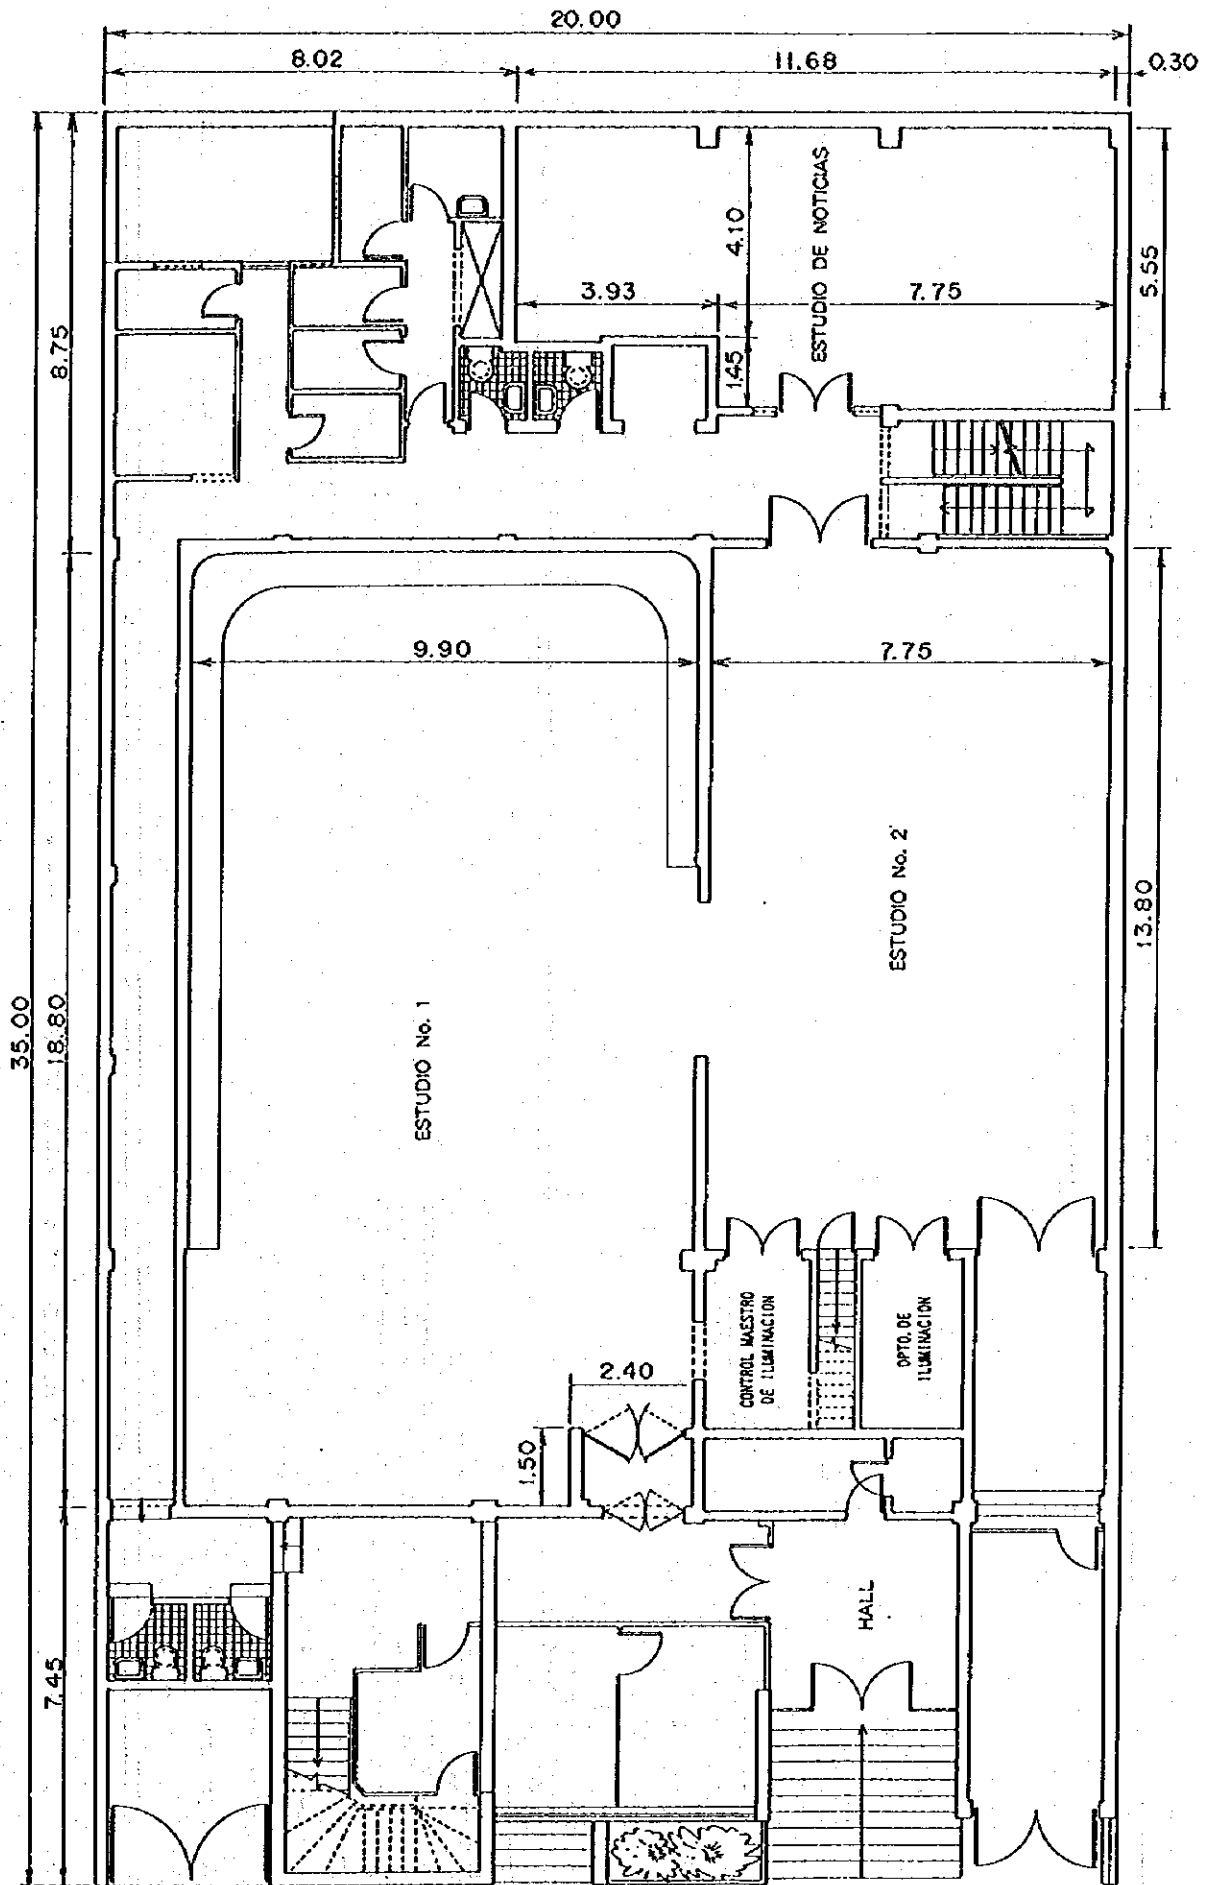 20.00
8.02
11.68
0.30
ESTUDIO DE NOTICIAS
4.10
5.55
3.93
7.75
8.75
1.45
9.90
7.75
ESTUDIO No. 2
13.80
35.00
18.80
ESTUDIO No. 1
CONTROL MAESTRO
DE ILUMINACION
DPTO. DE
ILUMINACION
2.40
1.50
HALL
7.45